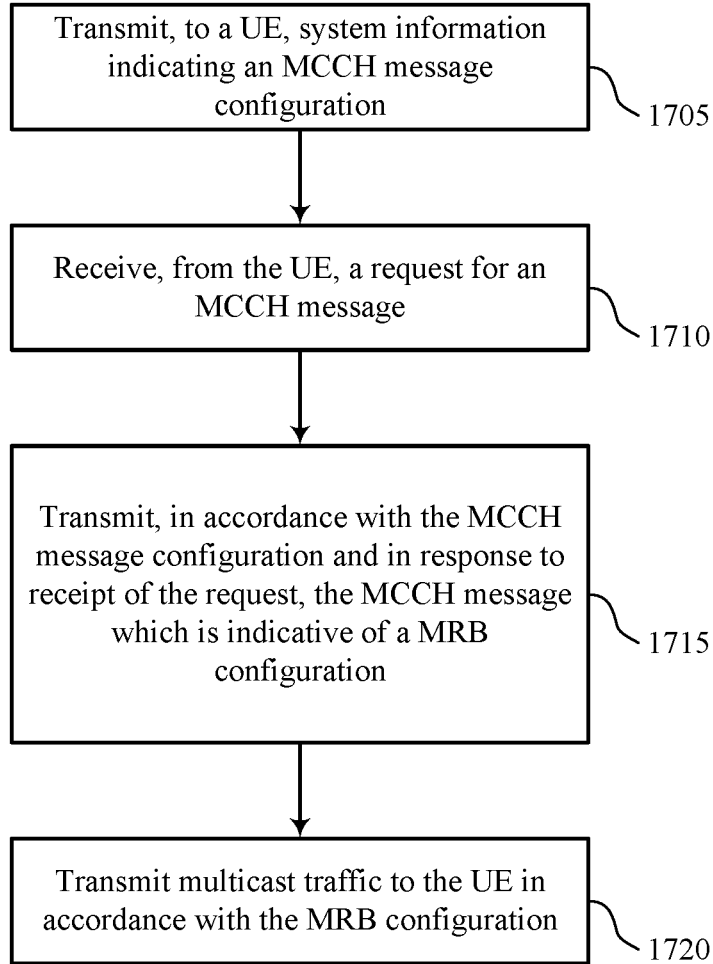 Transmit, to a UE, system information
indicating an MCCH message
configuration
1705
Receive, from the UE, a request for an
MCCH message
1710
Transmit, in accordance with the MCCH
message configuration and in response to
receipt of the request, the MCCH message
which is indicative of a MRB
configuration
1715
Transmit multicast traffic to the UE in
accordance with the MRB configuration
1720